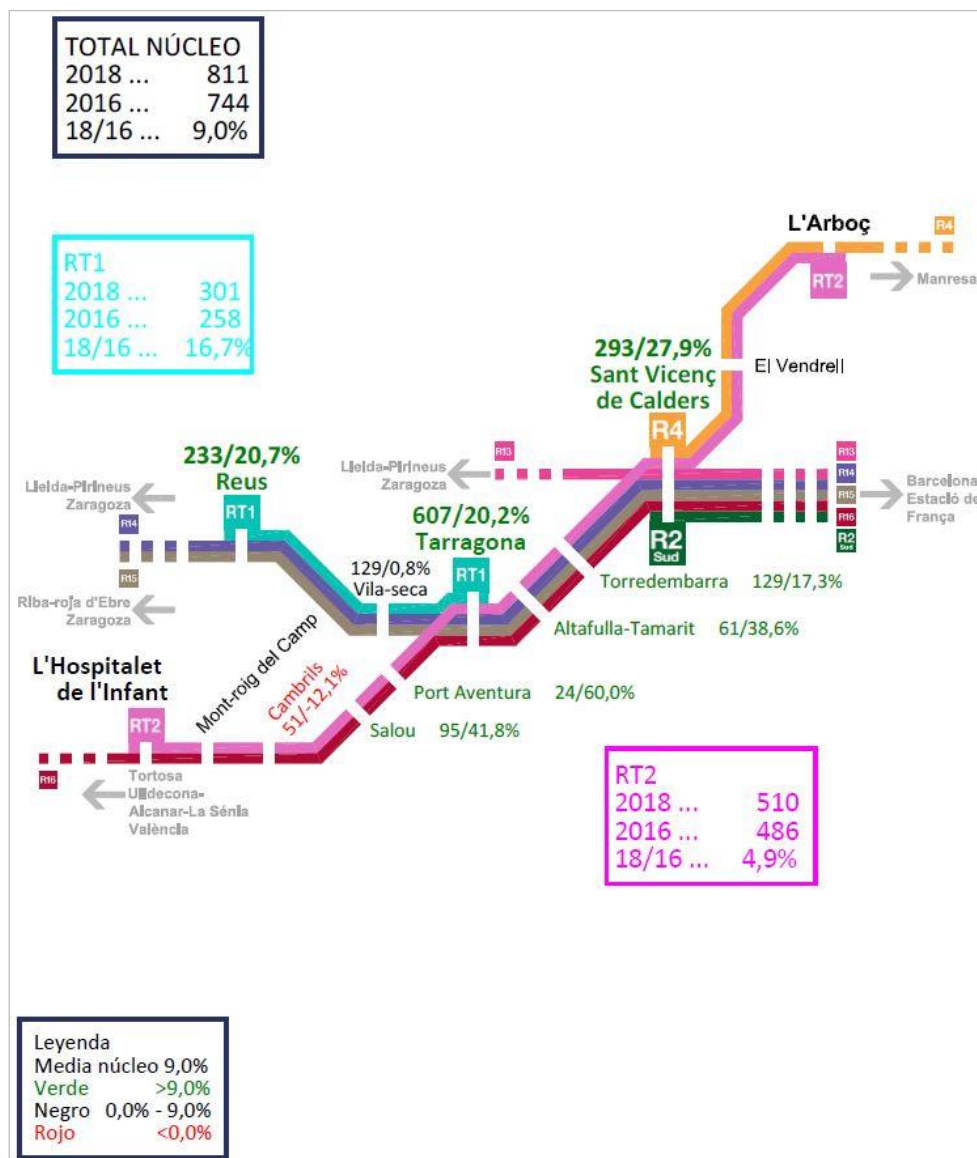 TOTAL NÚCLEO
2018 ... 811
2016 ... 744
18/16 ... 9,0%
RT1
2018 ... 301
2016 ... 258
18/16 ... 16,7%
L'Arboç
R4
RT2
Manresa
293/27,9%
Sant Vicenç
de Calders
El Vendrell
R4
R13
Lleida-Pirineus
Zaragoza
R13
R14
R15
R16
R2
Sud
Barcelona
Estació de
França
233/20,7%
Reus
Lleida-Pirineus
Zaragoza
R14
RT1
R15
Riba-roja d'Ebre
Zaragoza
607/20,2%
Tarragona
RT1
R2
Sud
129/0,8%
Vila-seca
Torredembarra 129/17,3%
Altafulla-Tamarit 61/38,6%
Port Aventura 24/60,0%
Salou 95/41,8%
Cambrils
51/-12,1%
Mont-roig del Camp
L'Hospitalet
de l'Infant
RT2
R16
Tortosa
Ulldecona-
Alcanar-La Sénia
València
RT2
2018 ... 510
2016 ... 486
18/16 ... 4,9%
Leyenda
Media núcleo 9,0%
Verde >9,0%
Negro 0,0% - 9,0%
Rojo <0,0%